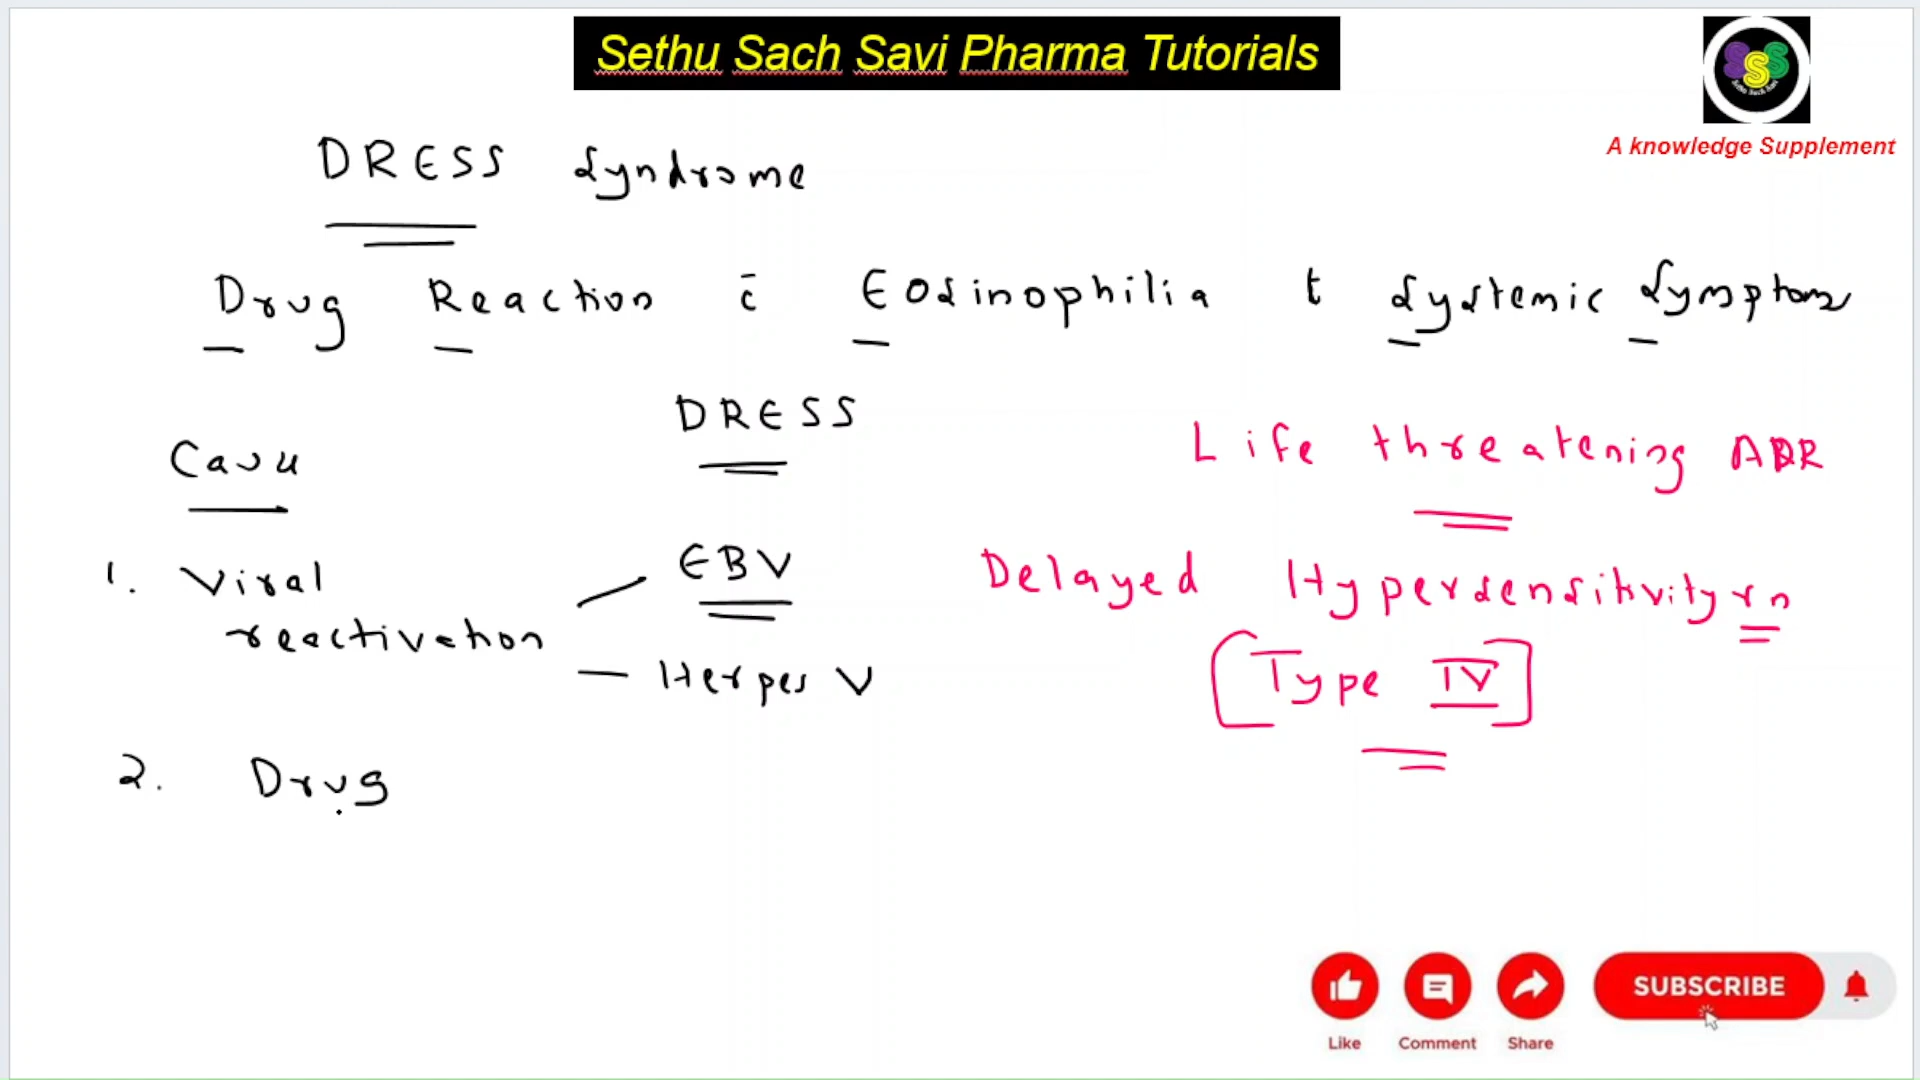 Sethu Sach Savi Pharma Tutorials
SSS
A knowledge Supplement
DRESS Syndrome
Drug Reaction c̄ Eosinophilia & Systemic Symptoms
DRESS
Life threatening ADR
Cause
1. Viral reactivation
EBV
Herpes V
Delayed Hypersensitivity rn
[Type IV]
2. Drug
SUBSCRIBE
Like Comment Share